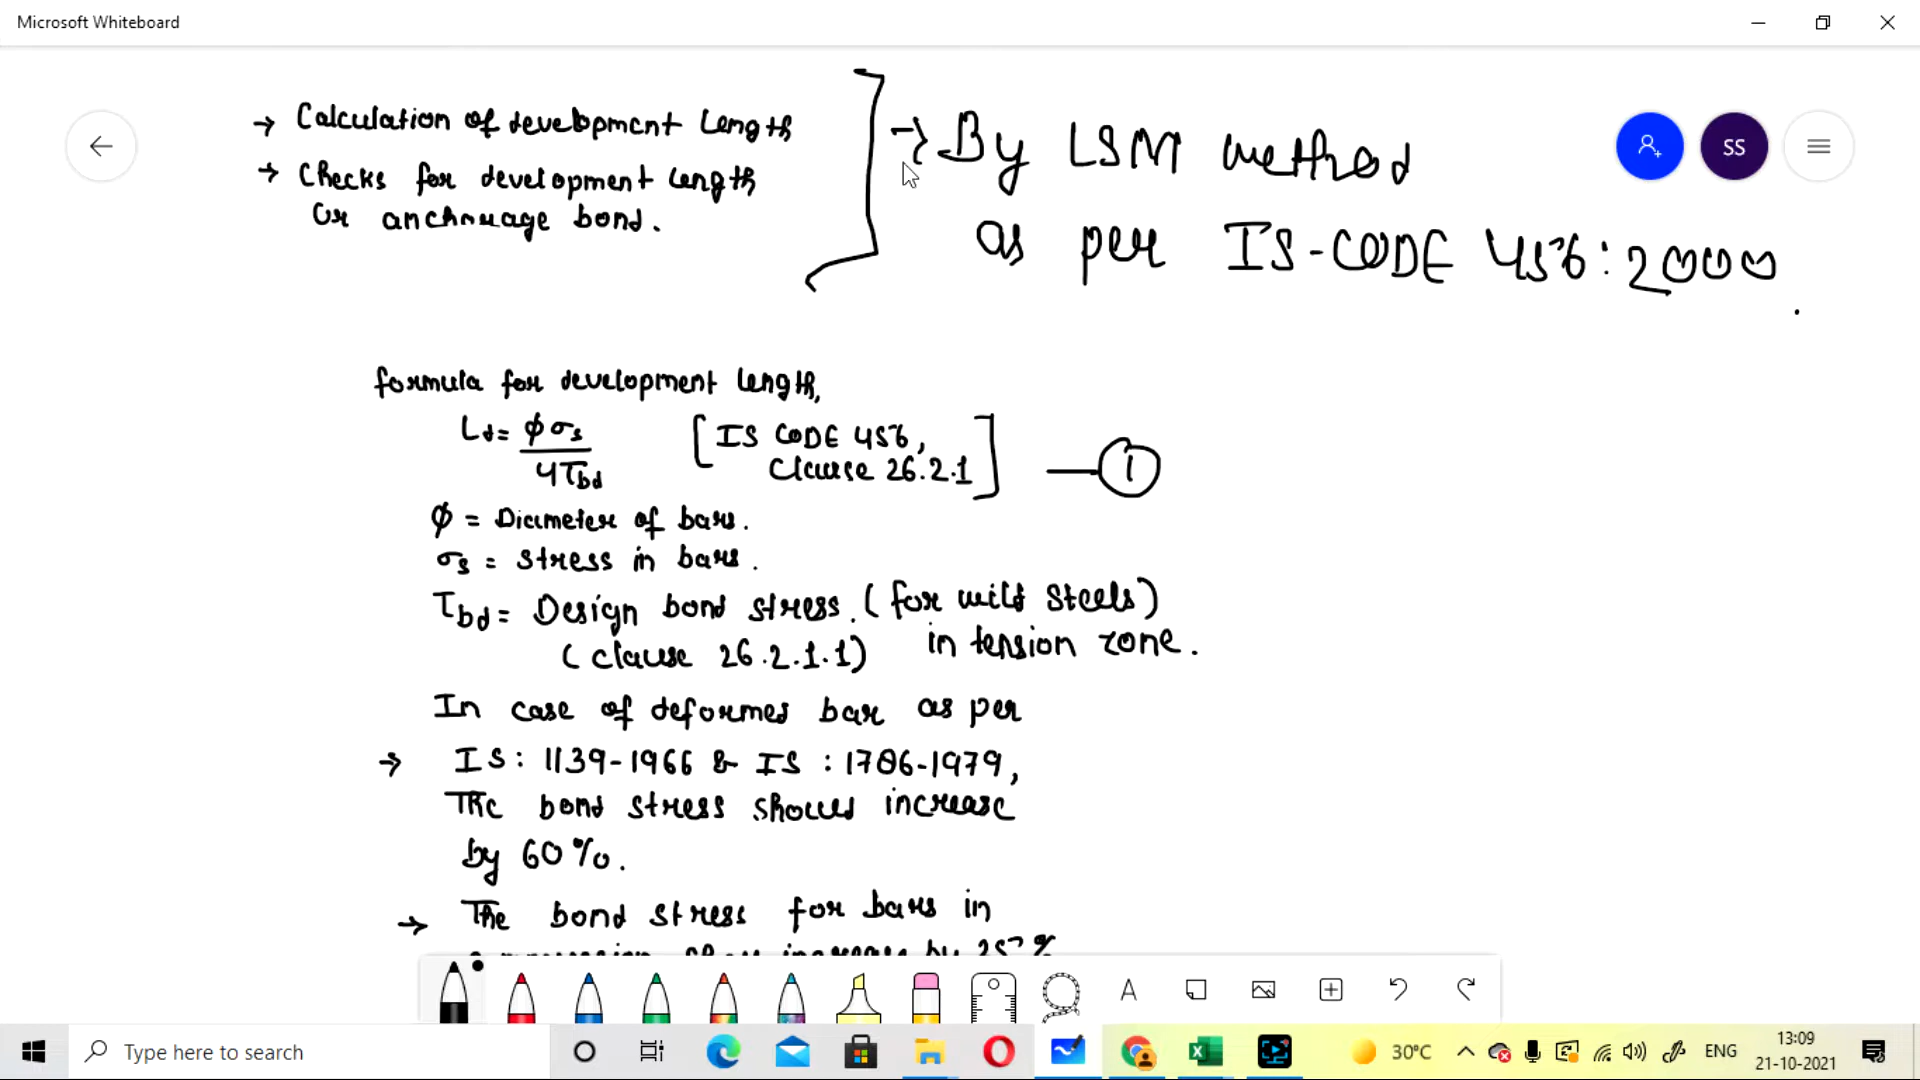 Microsoft Whiteboard
→ Calculation of development Length
→ Checks for development length
or anchorage bond.
→ By LSM method
as per IS-CODE 456:2000.
SS
formula for development length,
Ld = ϕσs / 4τbd [IS CODE 456, Clause 26.2.1] — 1
ϕ = Diameter of bars.
σs = Stress in bars.
τbd = Design bond stress. (for mild steels)
(clause 26.2.1.1) in tension zone.
In case of deformed bar as per
→ IS: 1139-1966 & IS : 1786-1979,
The bond stress should increase
by 60%.
→ The bond stress for bars in
increase by
Type here to search
30°C
ENG
13:09
21-10-2021